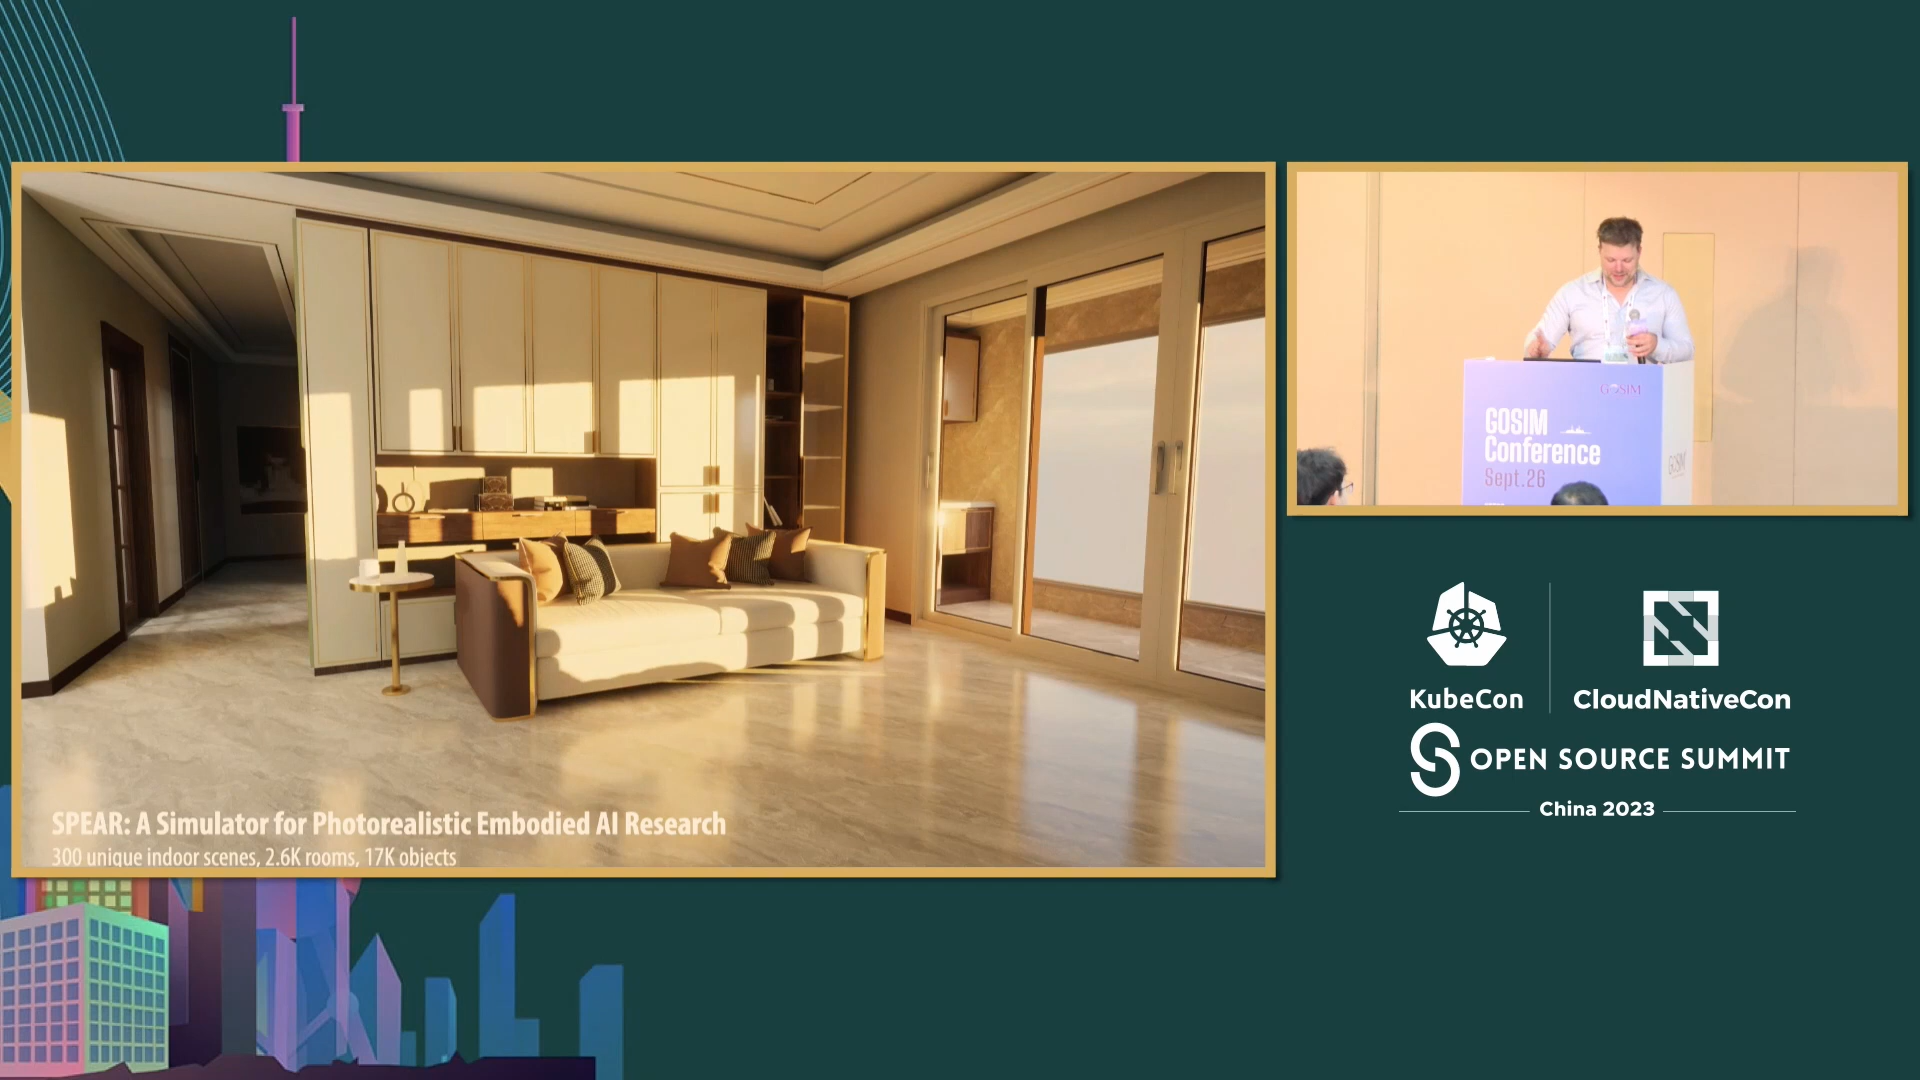 SPEAR: A Simulator for Photorealistic Embodied AI Research
300 unique indoor scenes, 2.6K rooms, 17K objects
GOSIM
GOSIM
Conference
Sept.26
GOSIM
KubeCon
CloudNativeCon
OPEN SOURCE SUMMIT
China 2023